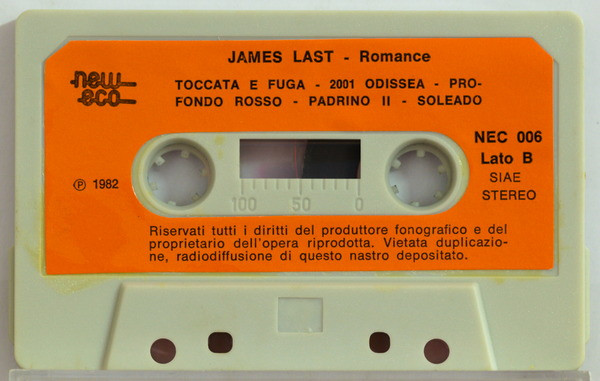 JAMES LAST - Romance
new
eco
TOCCATA E FUGA - 2001 ODISSEA - PRO-
FONDO ROSSO - PADRINO II - SOLEADO
NEC 006
Lato B
SIAE
STEREO
Ⓟ 1982
100 50 0
Riservati tutti i diritti del produttore fonografico e del
proprietario dell'opera riprodotta. Vietata duplicazio-
ne, radiodiffusione di questo nastro depositato.